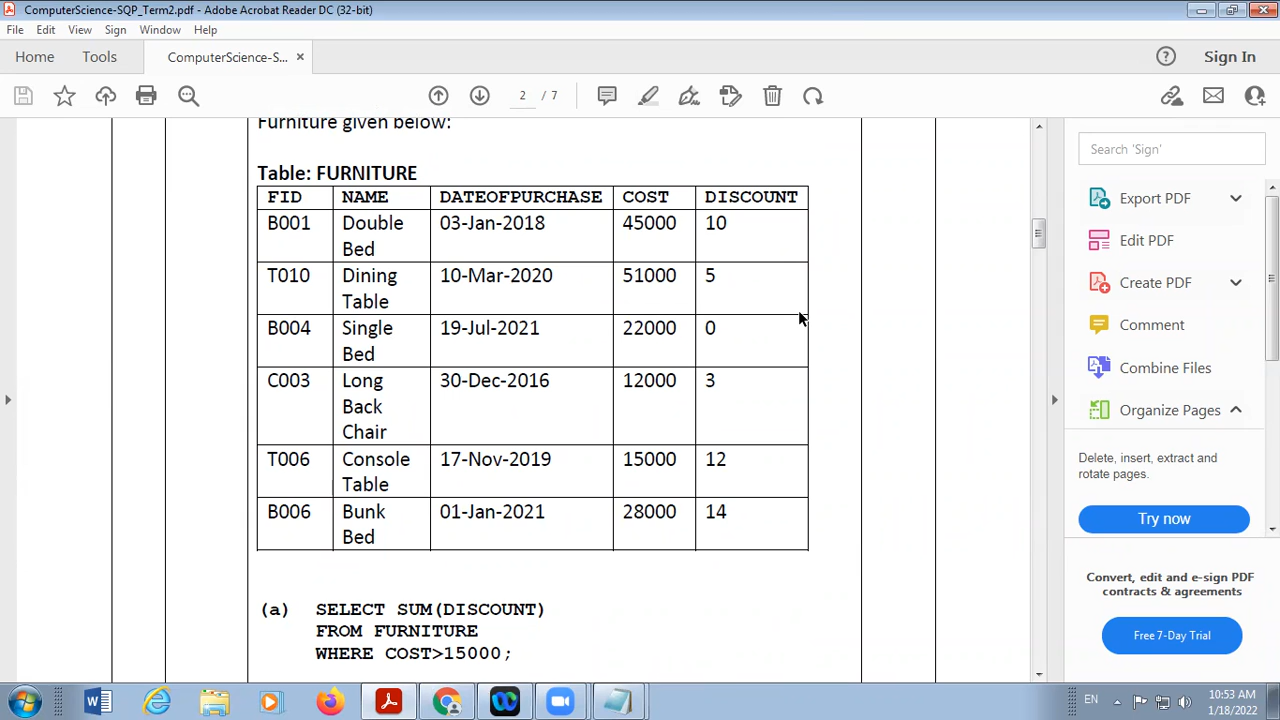 ComputerScience-SQP_Term2.pdf - Adobe Acrobat Reader DC (32-bit)
File Edit View Sign Window Help
Home Tools ComputerScience-S... × Sign In
2 / 7
Furniture given below:
Table: FURNITURE
FID NAME DATEOFPURCHASE COST DISCOUNT
B001 Double 03-Jan-2018 45000 10
Bed
T010 Dining 10-Mar-2020 51000 5
Table
B004 Single 19-Jul-2021 22000 0
Bed
C003 Long 30-Dec-2016 12000 3
Back
Chair
T006 Console 17-Nov-2019 15000 12
Table
B006 Bunk 01-Jan-2021 28000 14
Bed
(a) SELECT SUM(DISCOUNT)
FROM FURNITURE
WHERE COST>15000;
Search 'Sign'
Export PDF
Edit PDF
Create PDF
Comment
Combine Files
Organize Pages
Delete, insert, extract and
rotate pages.
Try now
Convert, edit and e-sign PDF
contracts & agreements
Free 7-Day Trial
EN
10:53 AM
1/18/2022